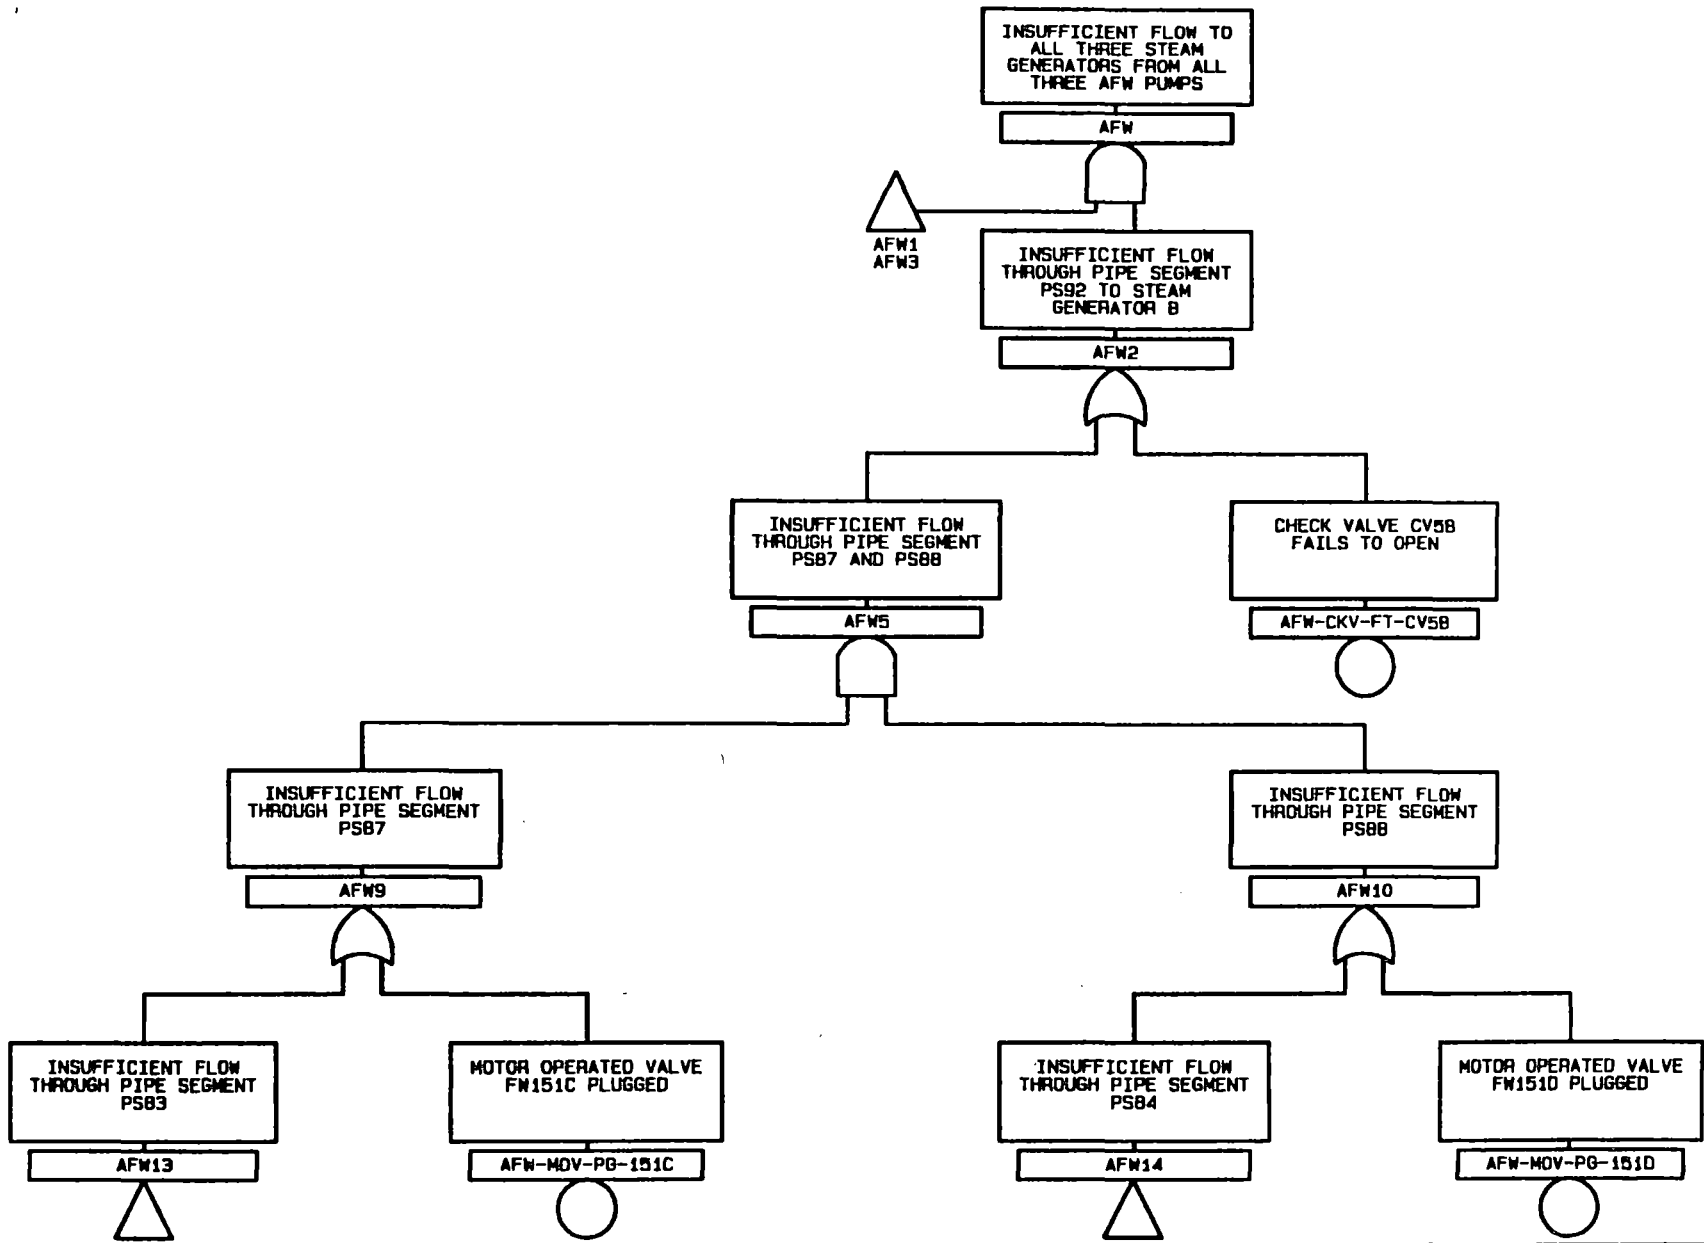 INSUFFICIENT FLOW TO
ALL THREE STEAM
GENERATORS FROM ALL
THREE AFW PUMPS
AFW
AFW1
AFW3
INSUFFICIENT FLOW
THROUGH PIPE SEGMENT
PS92 TO STEAM
GENERATOR B
AFW2
INSUFFICIENT FLOW
THROUGH PIPE SEGMENT
PS87 AND PS88
AFW5
CHECK VALVE CV58
FAILS TO OPEN
AFW-CKV-FT-CV58
INSUFFICIENT FLOW
THROUGH PIPE SEGMENT
PS87
AFW9
INSUFFICIENT FLOW
THROUGH PIPE SEGMENT
PS88
AFW10
INSUFFICIENT FLOW
THROUGH PIPE SEGMENT
PS83
AFW13
MOTOR OPERATED VALVE
FW151C PLUGGED
AFW-MOV-PG-151C
INSUFFICIENT FLOW
THROUGH PIPE SEGMENT
PS84
AFW14
MOTOR OPERATED VALVE
FW151D PLUGGED
AFW-MOV-PG-151D